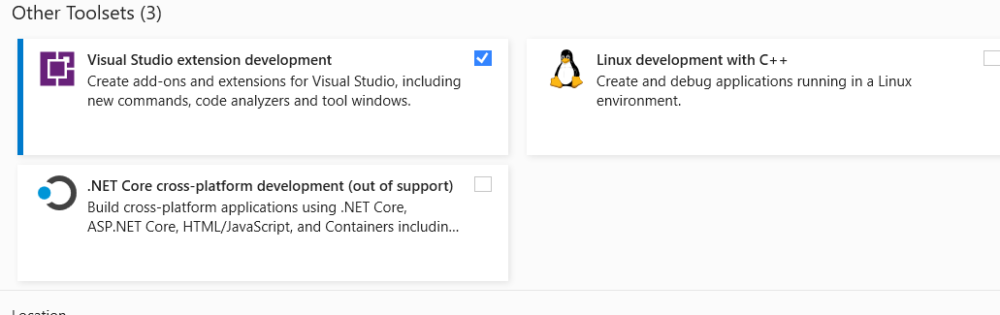 Other Toolsets (3)
Visual Studio extension development
Create add-ons and extensions for Visual Studio, including
new commands, code analyzers and tool windows.
Linux development with C++
Create and debug applications running in a Linux
environment.
.NET Core cross-platform development (out of support)
Build cross-platform applications using .NET Core,
ASP.NET Core, HTML/JavaScript, and Containers includin...
Location